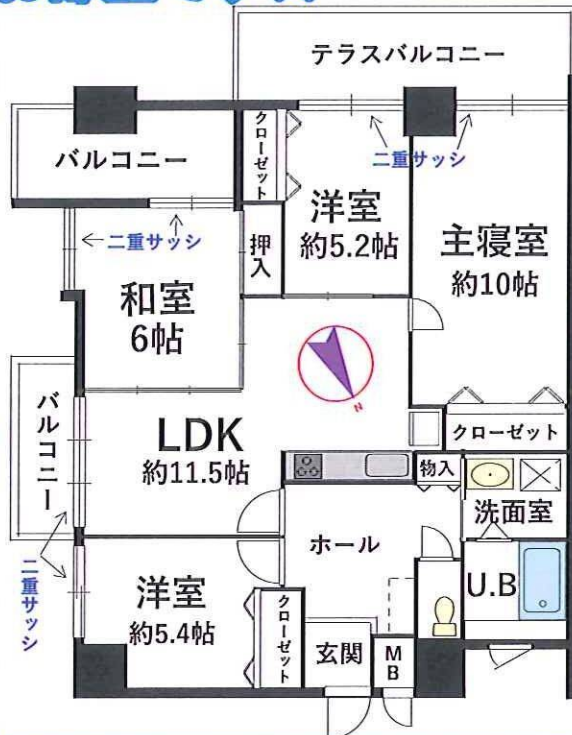 テラスバルコニー
バルコニー
クローゼット
二重サッシ
洋室
約5.2帖
主寝室
約10帖
二重サッシ
押入
和室
6帖
N
バルコニー
LDK
約11.5帖
クローゼット
物入
洗面室
ホール
二重サッシ
洋室
約5.4帖
クローゼット
U.B
玄関
MB